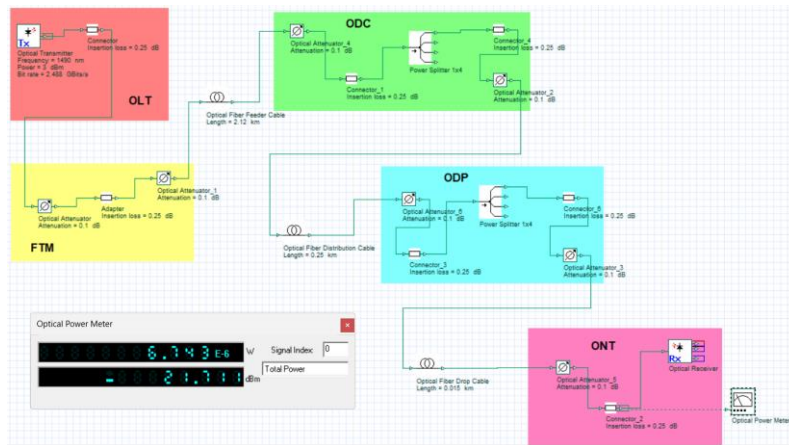 Tx
Optical Transmitter
Frequency = 1490 nm
Power = 3 dBm
Bit rate = 2.488 GBits/s
Connector
Insertion loss = 0.25 dB
OLT
Optical Attenuator
Attenuation = 0.1 dB
Adapter
Insertion loss = 0.25 dB
Optical Attenuator_1
Attenuation = 0.1 dB
FTM
Optical Fiber Feeder Cable
Length = 2.12 km
ODC
Optical Attenuator_4
Attenuation = 0.1 dB
Connector_1
Insertion loss = 0.25 dB
Power Splitter 1x4
Connector_4
Insertion loss = 0.25 dB
Optical Attenuator_2
Attenuation = 0.1 dB
Optical Fiber Distribution Cable
Length = 0.25 km
ODP
Attenuation = 0.1 dB
Connector_3
Insertion loss = 0.25 dB
Power Splitter 1x4
Insertion loss = 0.25 dB
Optical Attenuator_3
Attenuation = 0.1 dB
Optical Fiber Drop Cable
Length = 0.015 km
ONT
Attenuation = 0.1 dB
Connector_2
Insertion loss = 0.25 dB
Rx
Optical Receiver
Optical Power Meter
Optical Power Meter
6.743 E-6 W
Signal Index: 0
Total Power
-21.711 dBm